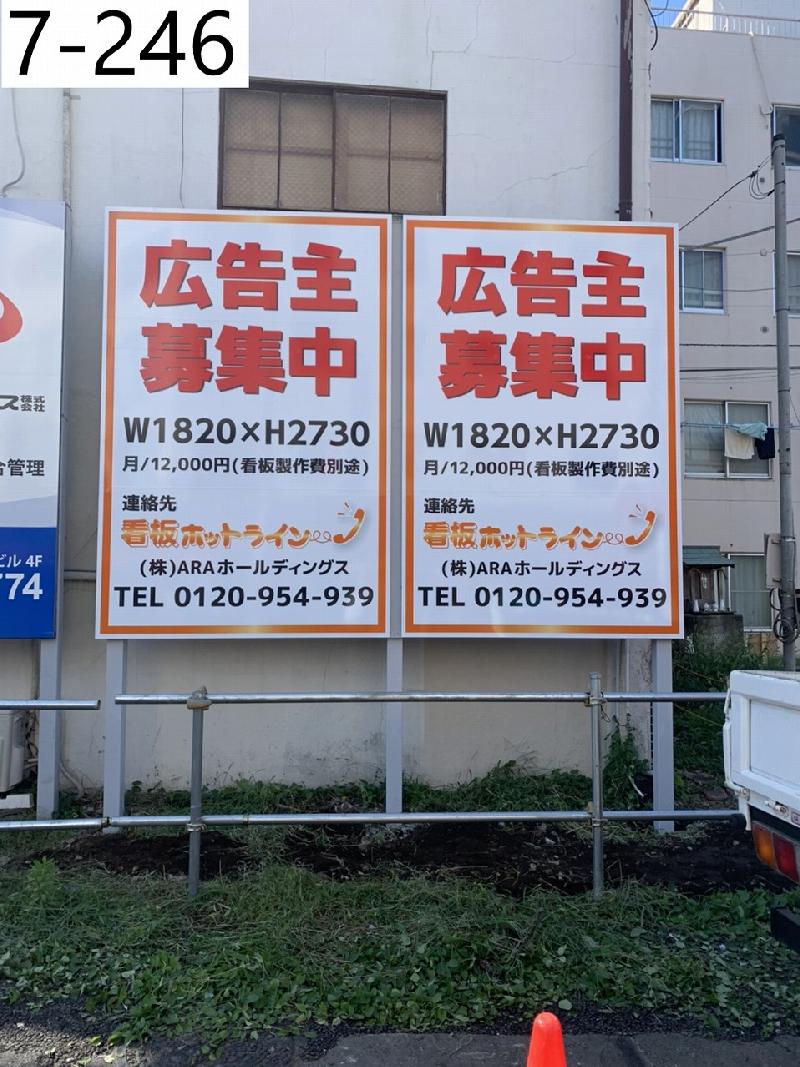 7-246
広告主
募集中
W1820×H2730
月/12,000円(看板製作費別途)
連絡先
看板ホットライン
(株)ARAホールディングス
TEL 0120-954-939
広告主
募集中
W1820×H2730
月/12,000円(看板製作費別途)
連絡先
看板ホットライン
(株)ARAホールディングス
TEL 0120-954-939
ス株式会社
管理
ビル 4F
774